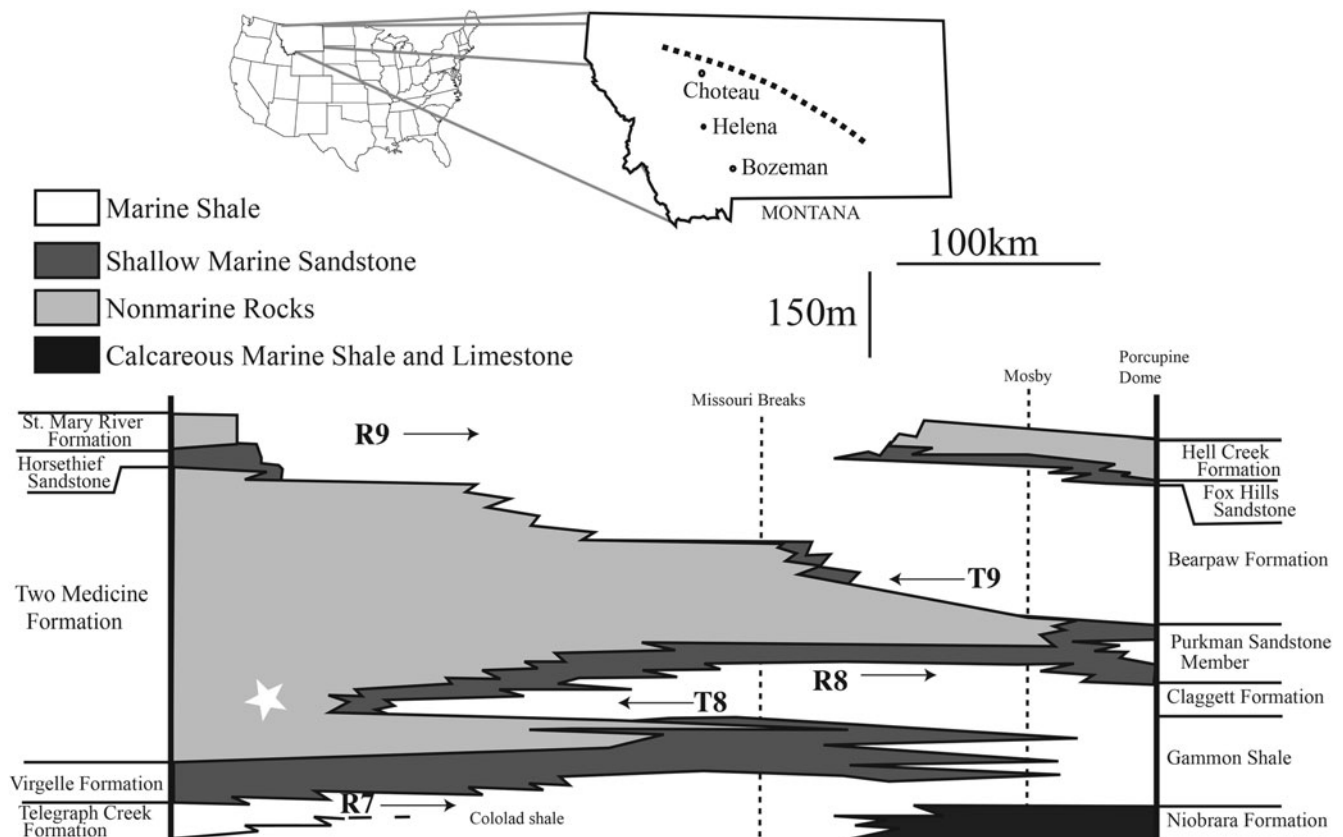 Choteau
Helena
Bozeman
MONTANA
Marine Shale
Shallow Marine Sandstone
Nonmarine Rocks
Calcareous Marine Shale and Limestone
100km
150m
Missouri Breaks
Mosby
Porcupine
Dome
St. Mary River
Formation
Horsethief
Sandstone
Two Medicine
Formation
Virgelle Formation
Telegraph Creek
Formation
R9
T9
R8
T8
R7
Cololad shale
Hell Creek
Formation
Fox Hills
Sandstone
Bearpaw Formation
Purkman Sandstone
Member
Claggett Formation
Gammon Shale
Niobrara Formation